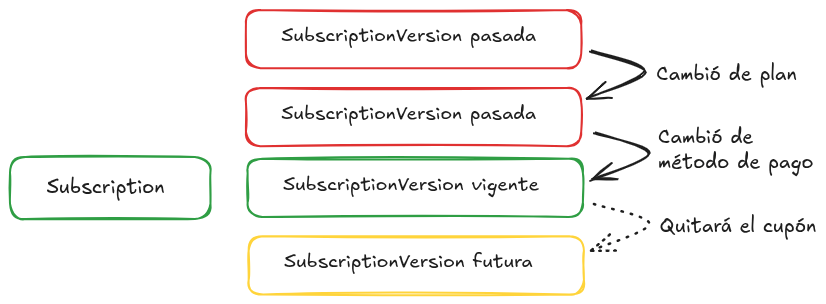 SubscriptionVersion pasada
Cambió de plan
SubscriptionVersion pasada
Cambió de
método de pago
Subscription
SubscriptionVersion vigente
Quitará el cupón
SubscriptionVersion futura